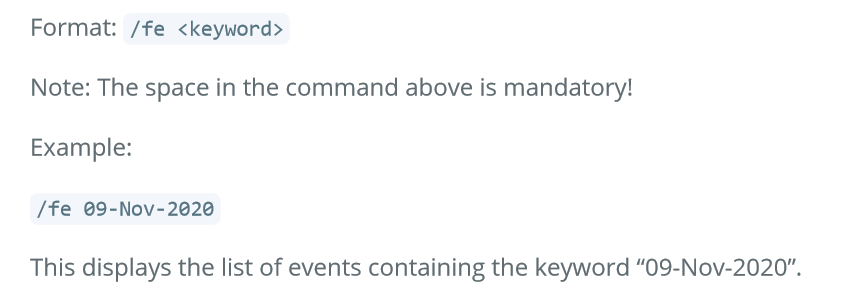 Format: /fe <keyword>
Note: The space in the command above is mandatory!
Example:
/fe 09-Nov-2020
This displays the list of events containing the keyword “09-Nov-2020”.